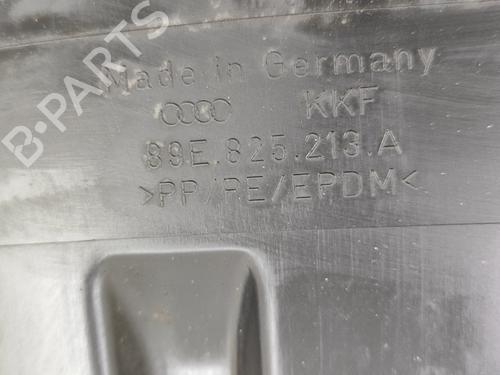 B-PARTS
Made in Germany
KKF
89E.825.213.A
>PP/PE/EPDM<